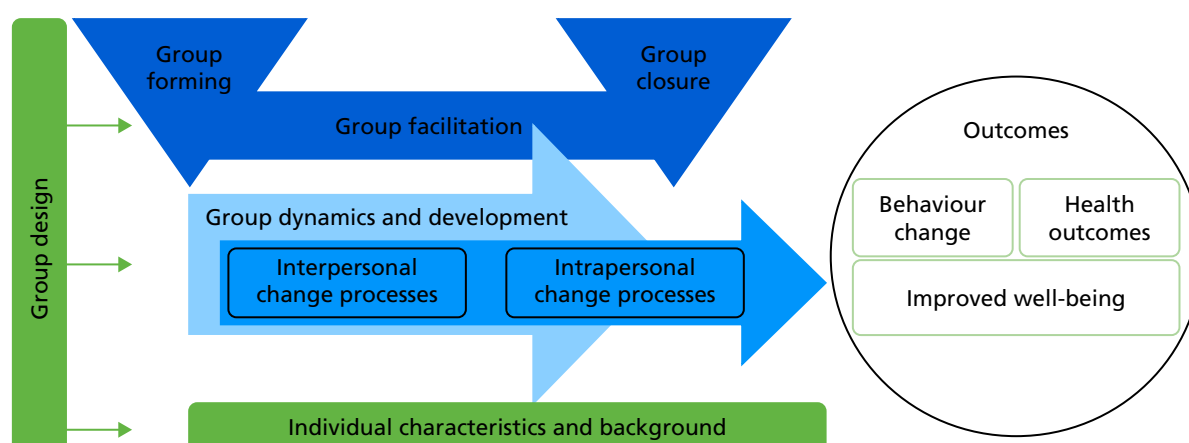 Group design
Group
forming
Group
closure
Group facilitation
Group dynamics and development
Interpersonal
change processes
Intrapersonal
change processes
Individual characteristics and background
Outcomes
Behaviour
change
Health
outcomes
Improved well-being